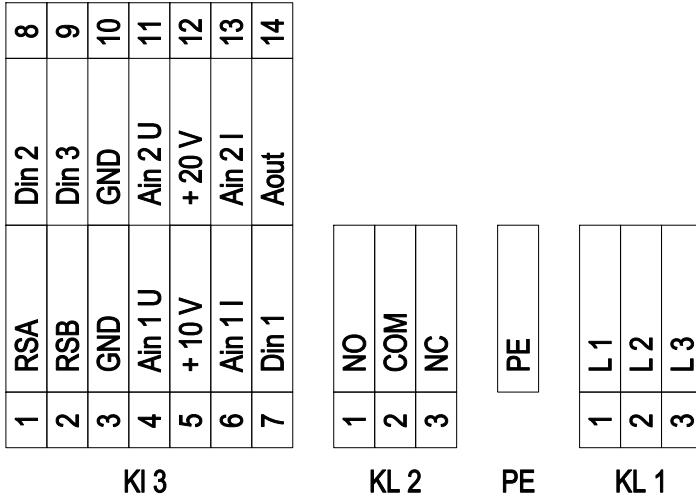 8 9 10 11 12 13 14
Din 2 Din 3 GND Ain 2 U + 20 V Ain 2 I Aout
RSA RSB GND Ain 1 U + 10 V Ain 1 I Din 1 NO COM NC PE L 1 L 2 L 3
1 2 3 4 5 6 7 1 2 3 1 2 3
KI 3 KL 2 PE KL 1